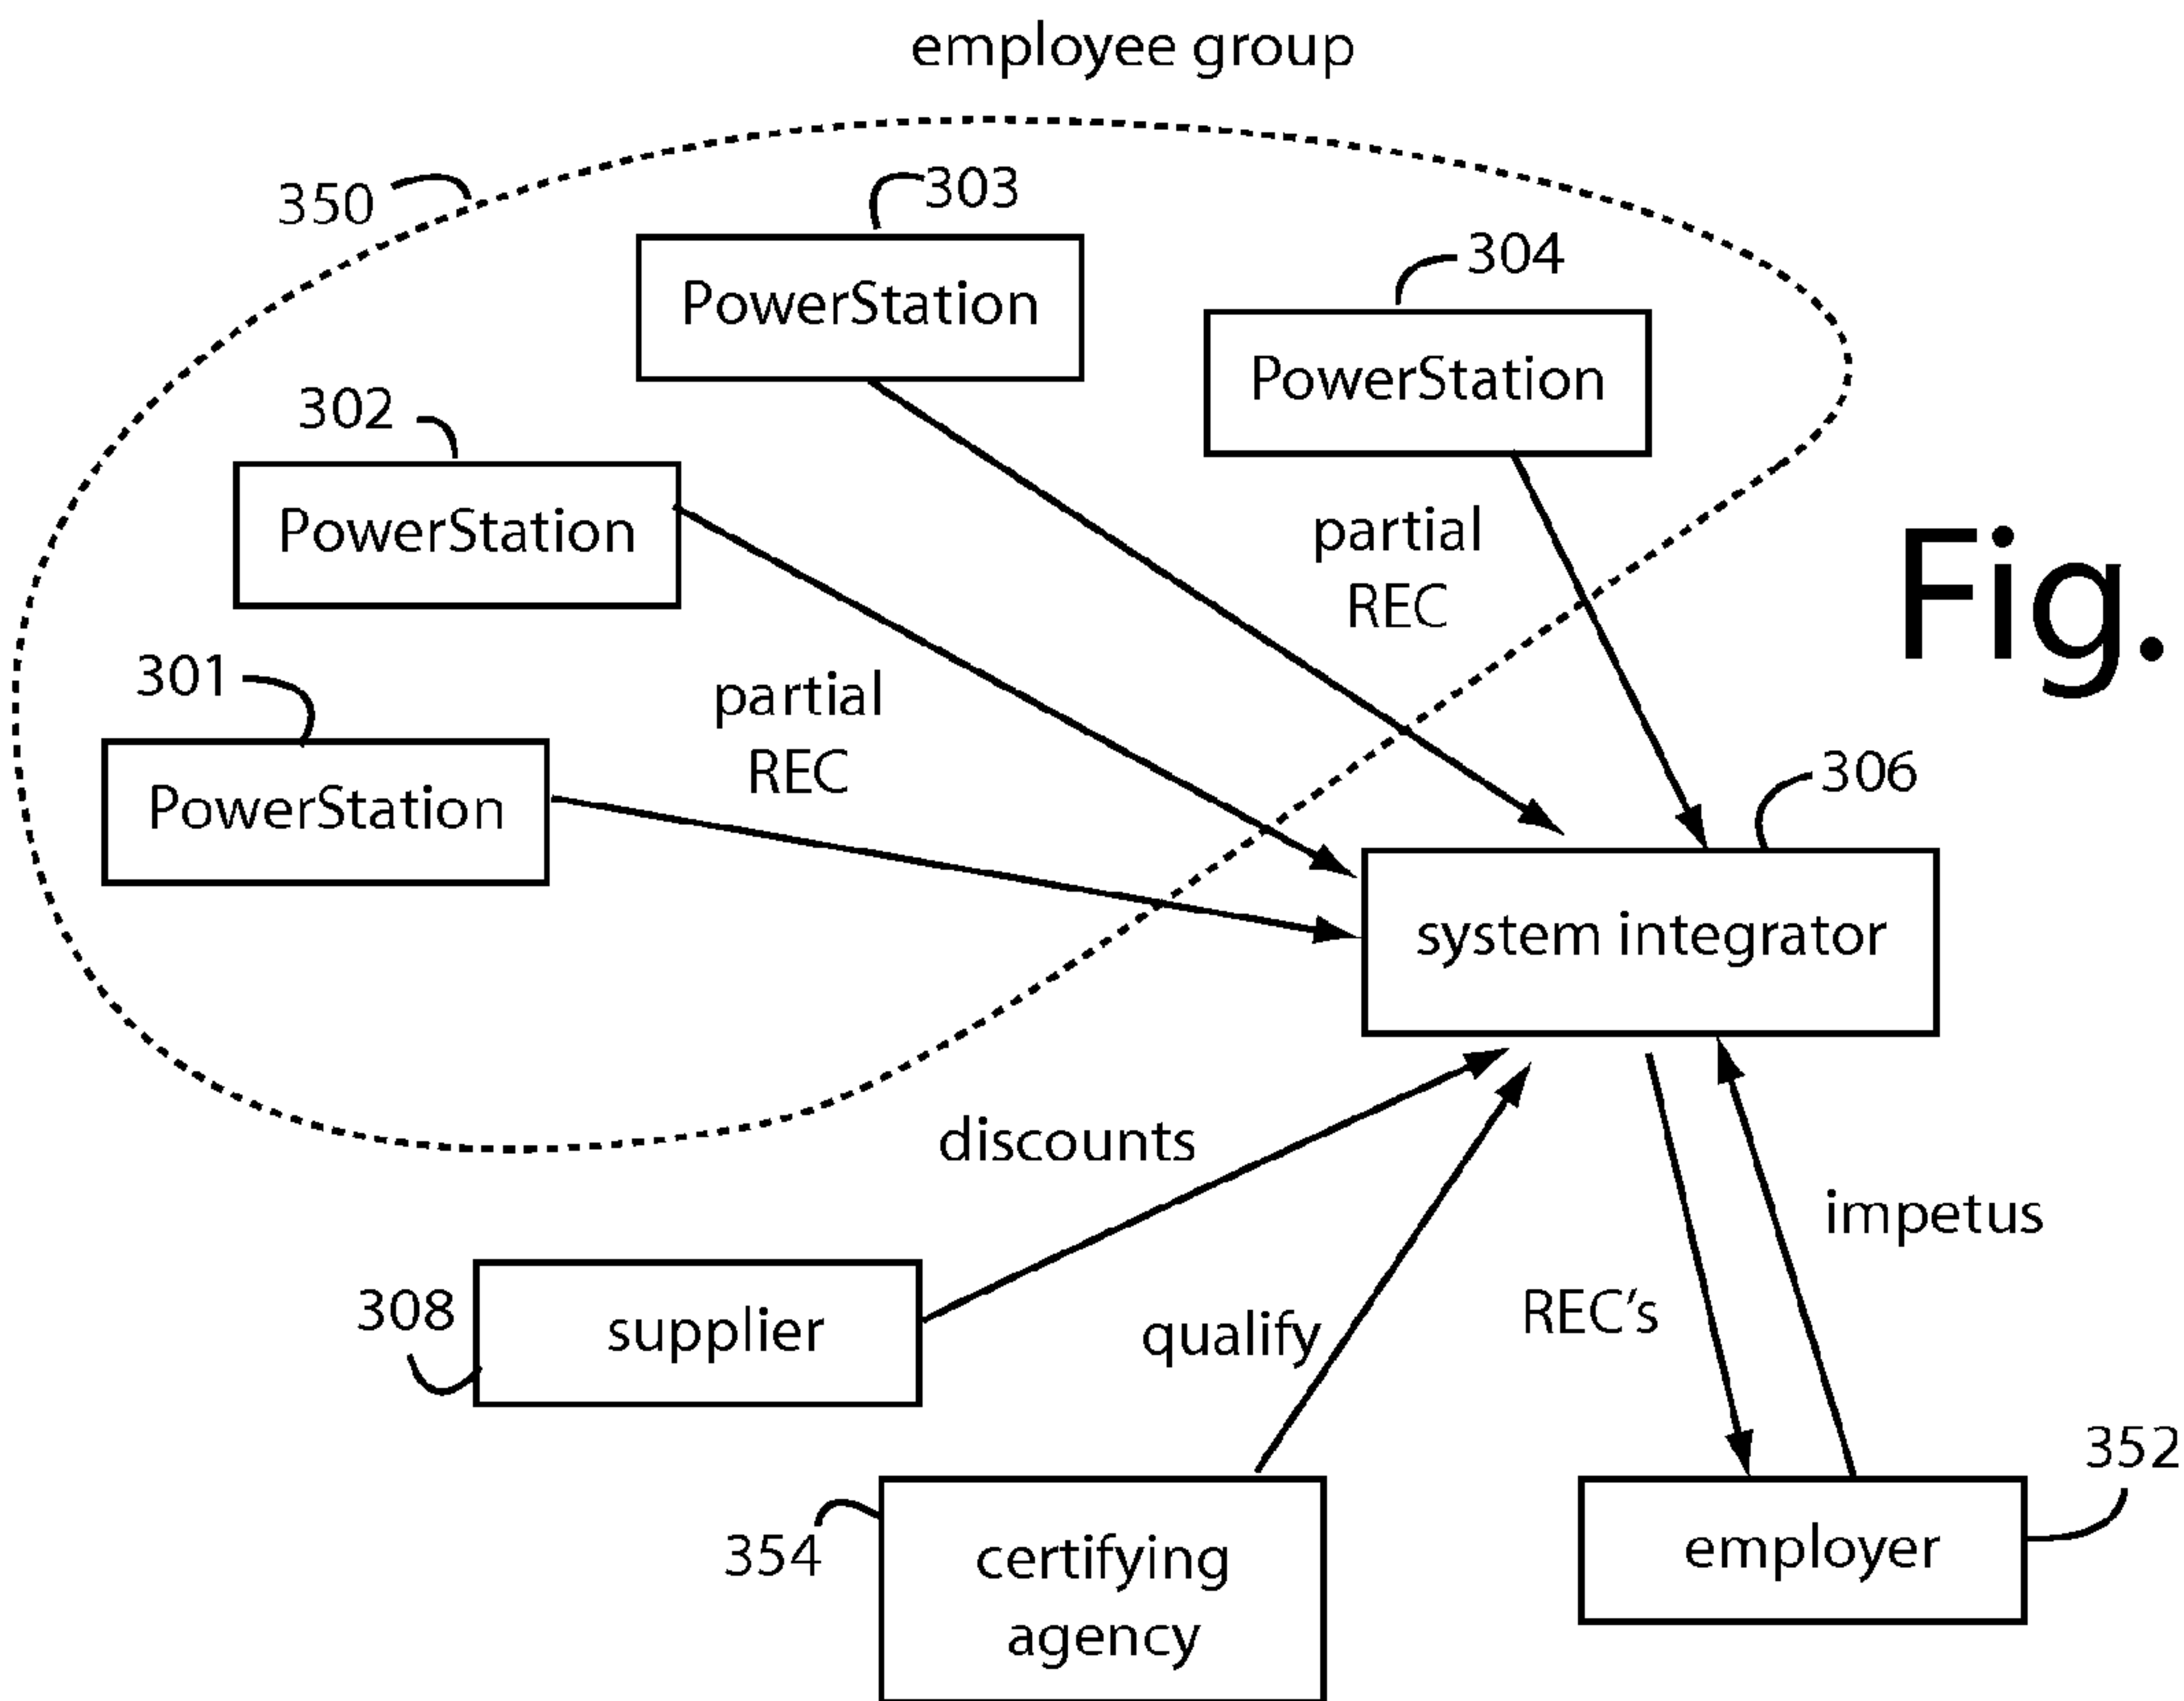 employee group
350
303
PowerStation
304
PowerStation
302
PowerStation
partial
REC
Fig.
301
PowerStation
partial
REC
306
system integrator
discounts
impetus
308
supplier
qualify
REC's
352
354
certifying
agency
employer